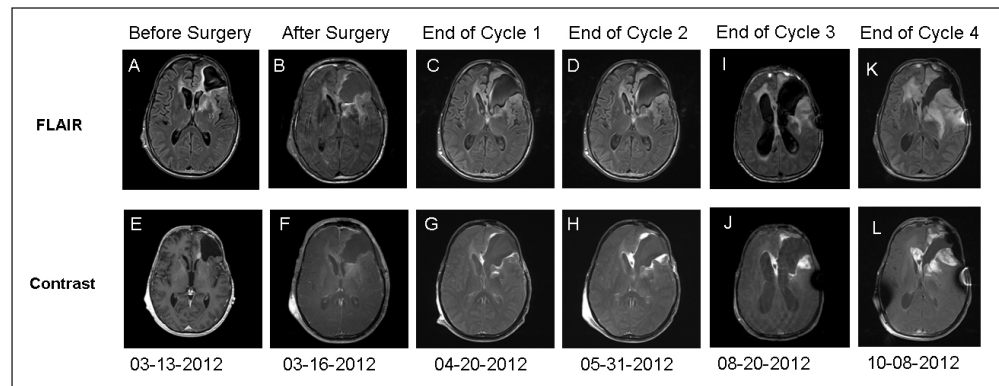 Before Surgery After Surgery End of Cycle 1 End of Cycle 2 End of Cycle 3 End of Cycle 4
FLAIR
A B C D I K
Contrast
E F G H J L
03-13-2012 03-16-2012 04-20-2012 05-31-2012 08-20-2012 10-08-2012